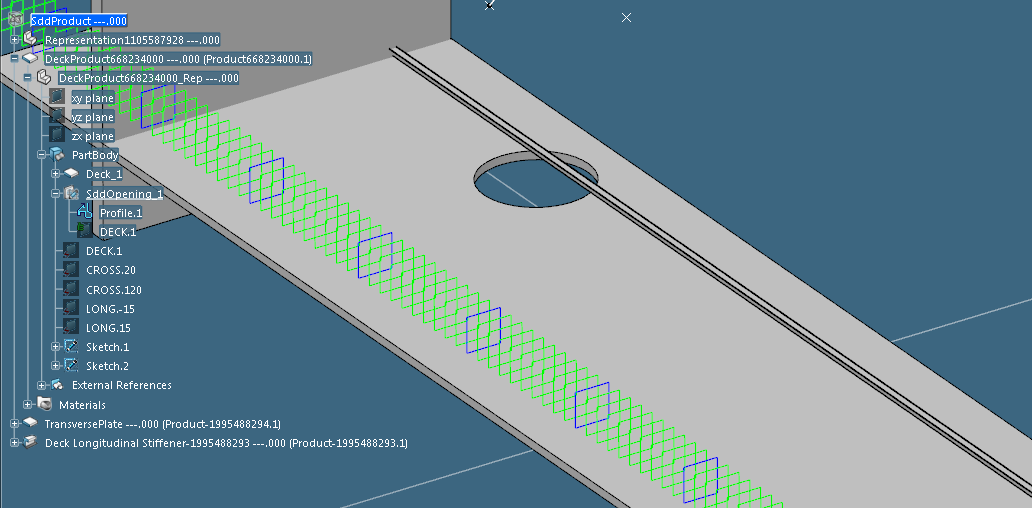 SddProduct ---.000
Representation1105587928 ---.000
DeckProduct668234000 ---.000 (Product668234000.1)
DeckProduct668234000_Rep ---.000
xy plane
yz plane
zx plane
PartBody
Deck_1
SddOpening_1
Profile.1
DECK.1
DECK.1
CROSS.20
CROSS.120
LONG.-15
LONG.15
Sketch.1
Sketch.2
External References
Materials
TransversePlate ---.000 (Product-1995488294.1)
Deck Longitudinal Stiffener-1995488293 ---.000 (Product-1995488293.1)